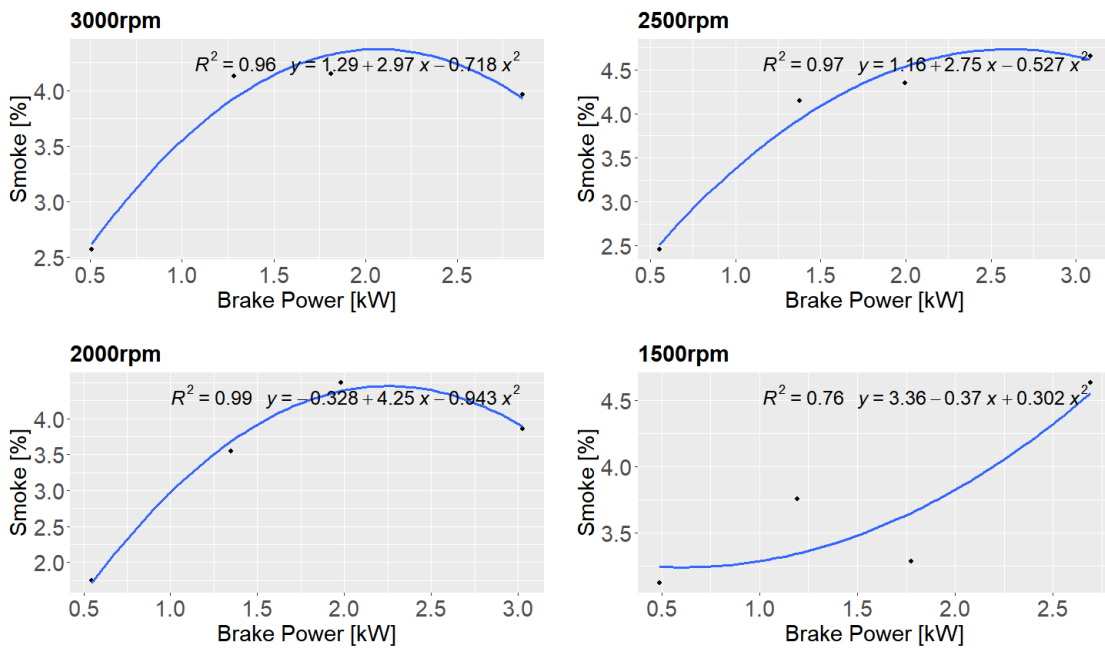 3000rpm
R² = 0.96 y = 1.29 + 2.97 x − 0.718 x²
Smoke [%]
4.0
3.5
3.0
2.5
0.5 1.0 1.5 2.0 2.5
Brake Power [kW]
2500rpm
R² = 0.97 y = 1.16 + 2.75 x − 0.527 x²
Smoke [%]
4.5
4.0
3.5
3.0
2.5
0.5 1.0 1.5 2.0 2.5 3.0
Brake Power [kW]
2000rpm
R² = 0.99 y = −0.328 + 4.25 x − 0.943 x²
Smoke [%]
4.0
3.5
3.0
2.5
2.0
0.5 1.0 1.5 2.0 2.5 3.0
Brake Power [kW]
1500rpm
R² = 0.76 y = 3.36 − 0.37 x + 0.302 x²
Smoke [%]
4.5
4.0
3.5
0.5 1.0 1.5 2.0 2.5
Brake Power [kW]